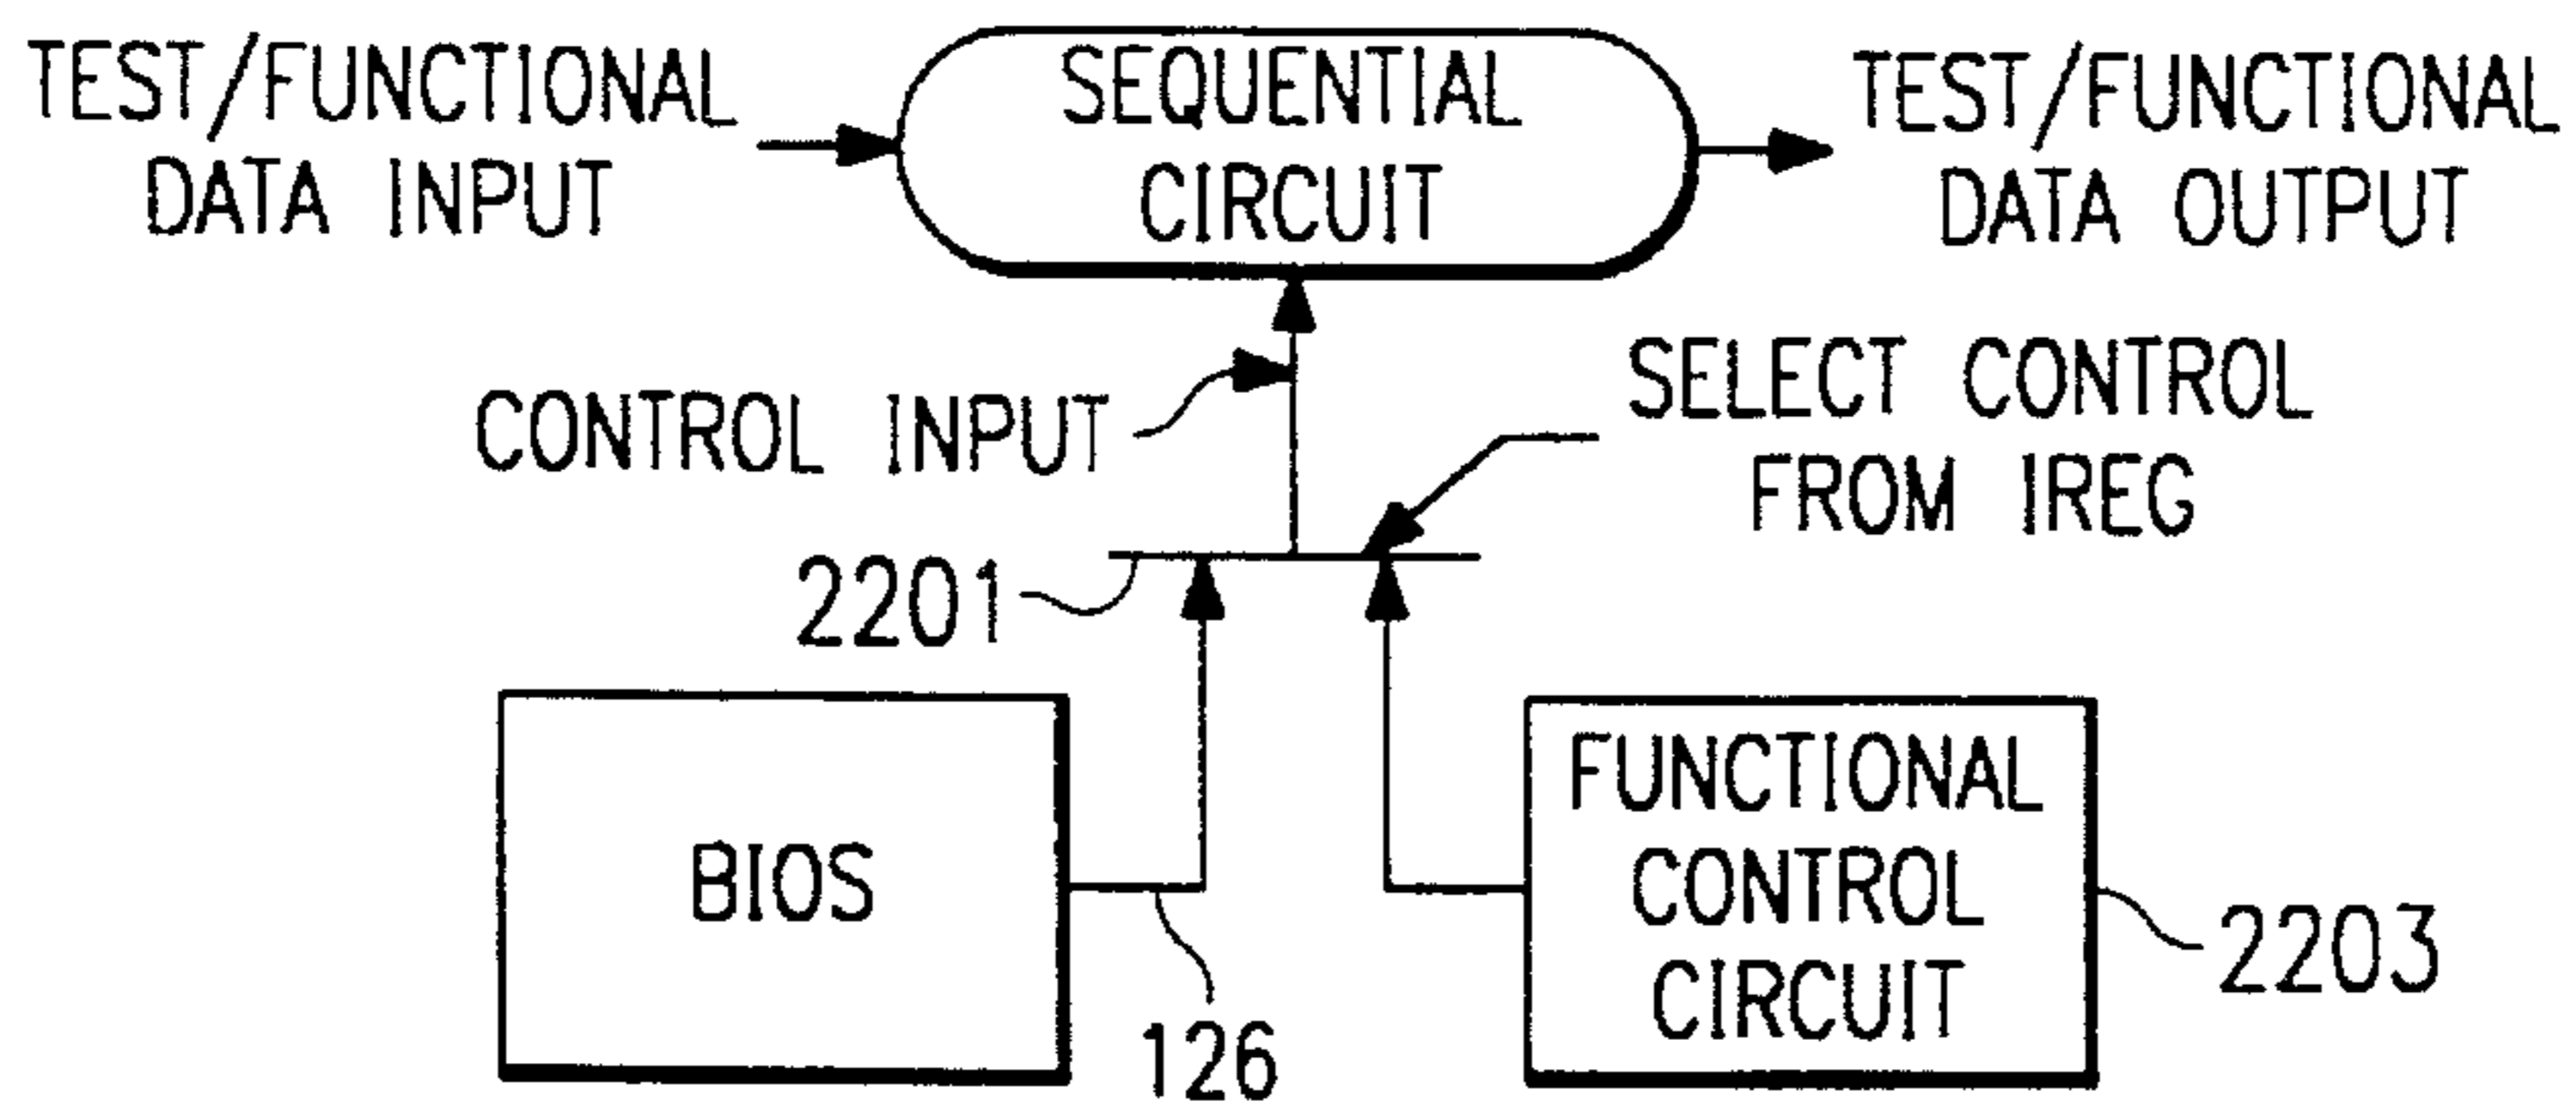 TEST/FUNCTIONAL
DATA INPUT
SEQUENTIAL
CIRCUIT
TEST/FUNCTIONAL
DATA OUTPUT
CONTROL INPUT
SELECT CONTROL
FROM IREG
2201
BIOS
126
FUNCTIONAL
CONTROL
CIRCUIT
2203